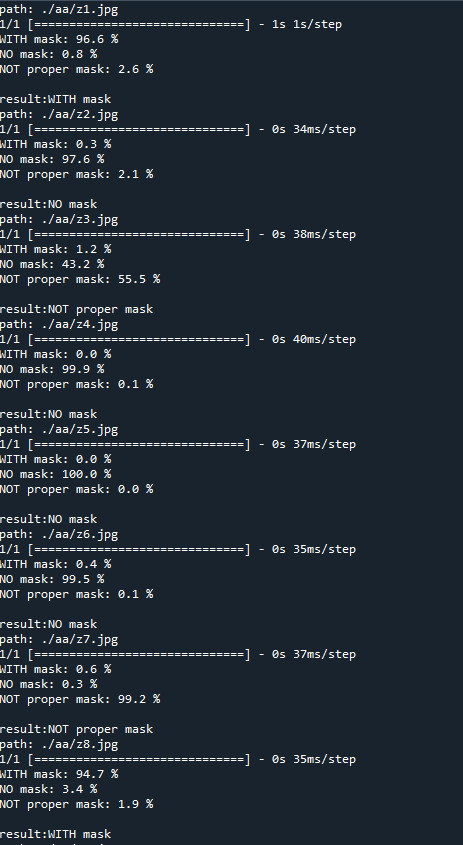 path: ./aa/z1.jpg
1/1 [==============================] - 1s 1s/step
WITH mask: 96.6 %
NO mask: 0.8 %
NOT proper mask: 2.6 %
result:WITH mask
path: ./aa/z2.jpg
1/1 [==============================] - 0s 34ms/step
WITH mask: 0.3 %
NO mask: 97.6 %
NOT proper mask: 2.1 %
result:NO mask
path: ./aa/z3.jpg
1/1 [==============================] - 0s 38ms/step
WITH mask: 1.2 %
NO mask: 43.2 %
NOT proper mask: 55.5 %
result:NOT proper mask
path: ./aa/z4.jpg
1/1 [==============================] - 0s 40ms/step
WITH mask: 0.0 %
NO mask: 99.9 %
NOT proper mask: 0.1 %
result:NO mask
path: ./aa/z5.jpg
1/1 [==============================] - 0s 37ms/step
WITH mask: 0.0 %
NO mask: 100.0 %
NOT proper mask: 0.0 %
result:NO mask
path: ./aa/z6.jpg
1/1 [==============================] - 0s 35ms/step
WITH mask: 0.4 %
NO mask: 99.5 %
NOT proper mask: 0.1 %
result:NO mask
path: ./aa/z7.jpg
1/1 [==============================] - 0s 37ms/step
WITH mask: 0.6 %
NO mask: 0.3 %
NOT proper mask: 99.2 %
result:NOT proper mask
path: ./aa/z8.jpg
1/1 [==============================] - 0s 35ms/step
WITH mask: 94.7 %
NO mask: 3.4 %
NOT proper mask: 1.9 %
result:WITH mask